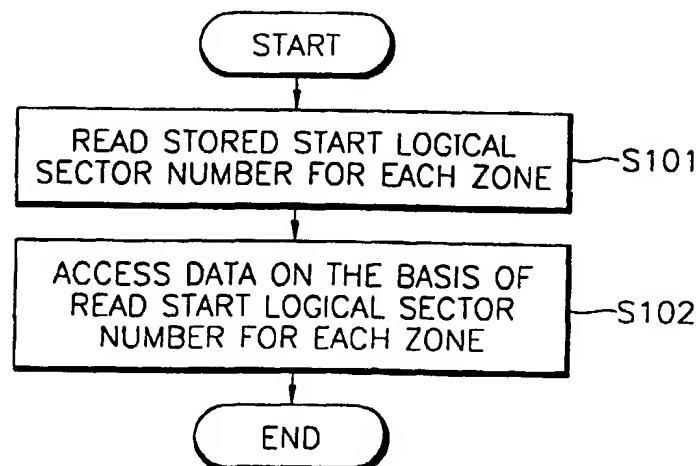 START
READ STORED START LOGICAL
SECTOR NUMBER FOR EACH ZONE
S101
ACCESS DATA ON THE BASIS OF
READ START LOGICAL SECTOR
NUMBER FOR EACH ZONE
S102
END